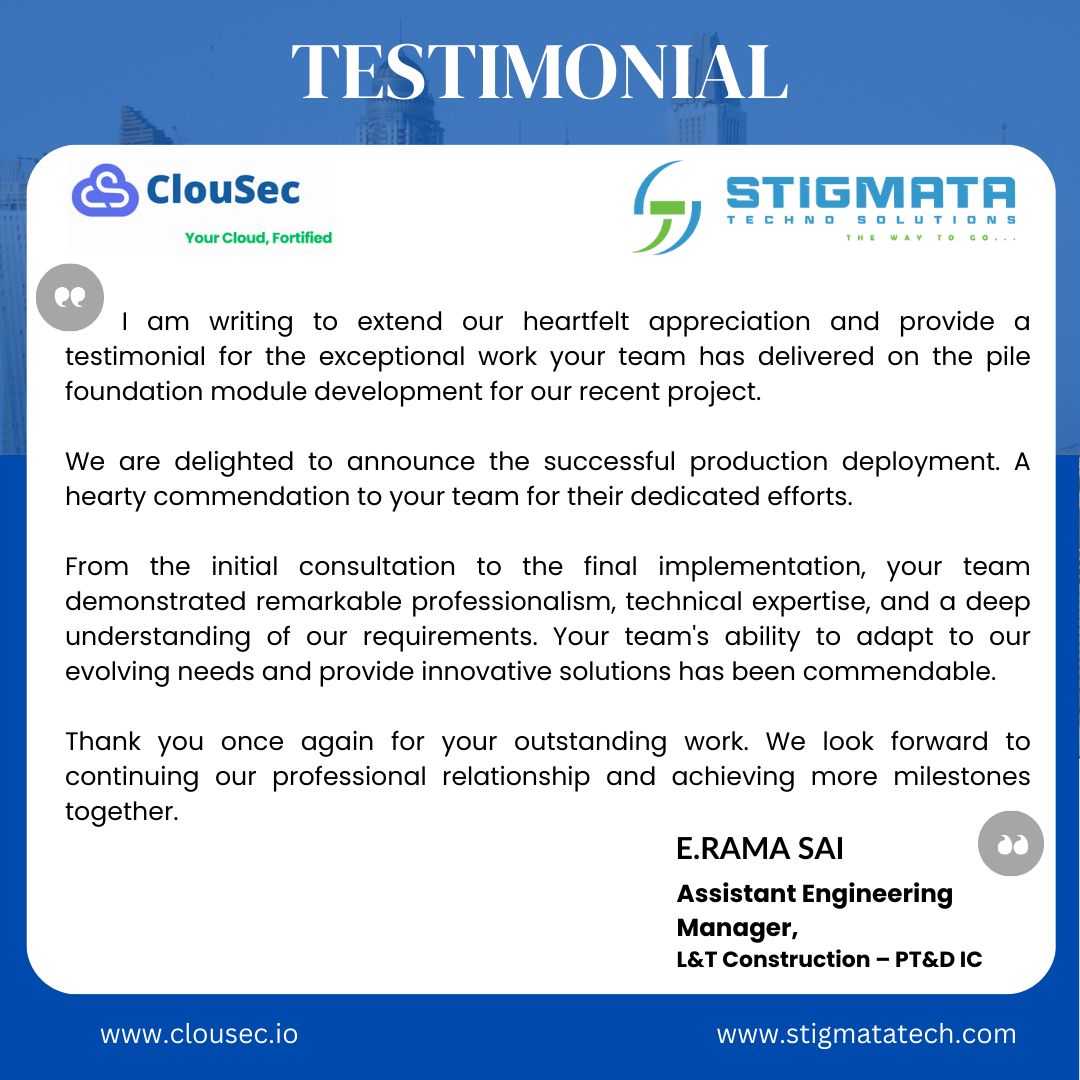 TESTIMONIAL
ClouSec
Your Cloud, Fortified
STiGMATA
TECHNO SOLUTIONS
THE WAY TO GO...
I am writing to extend our heartfelt appreciation and provide a
testimonial for the exceptional work your team has delivered on the pile
foundation module development for our recent project.
We are delighted to announce the successful production deployment. A
hearty commendation to your team for their dedicated efforts.
From the initial consultation to the final implementation, your team
demonstrated remarkable professionalism, technical expertise, and a deep
understanding of our requirements. Your team's ability to adapt to our
evolving needs and provide innovative solutions has been commendable.
Thank you once again for your outstanding work. We look forward to
continuing our professional relationship and achieving more milestones
together.
E.RAMA SAI
Assistant Engineering
Manager,
L&T Construction – PT&D IC
www.clousec.io
www.stigmatatech.com